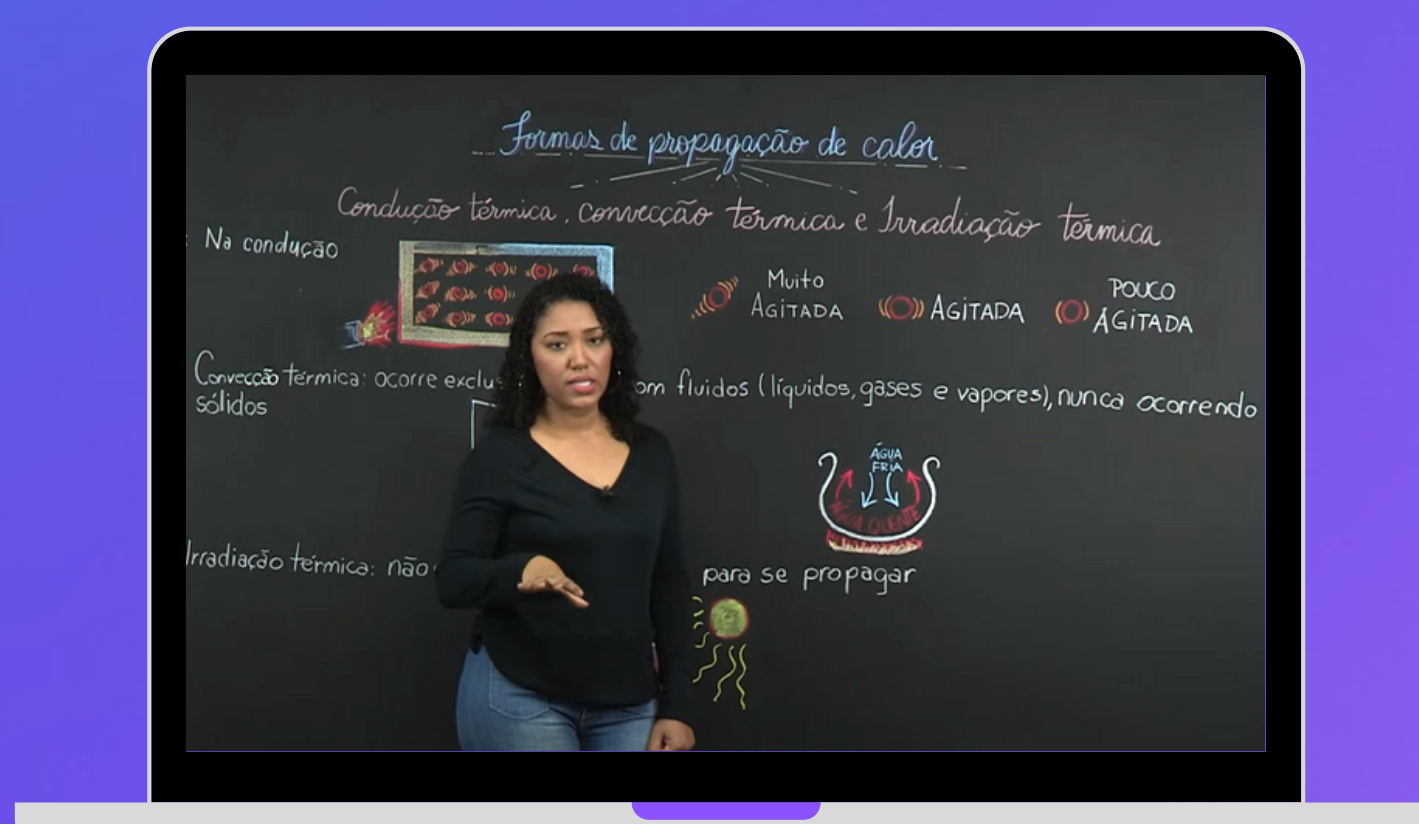 Formas de propagação de calor
Condução térmica, convecção térmica e Irradiação térmica
: Na condução
Muito
AGITADA
AGITADA
POUCO
AGITADA
Convecção térmica: ocorre exclus om fluidos (líquidos, gases e vapores), nunca ocorrendo
sólidos
ÁGUA
FRIA
ÁGUA QUENTE
Irradiação térmica: não para se propagar